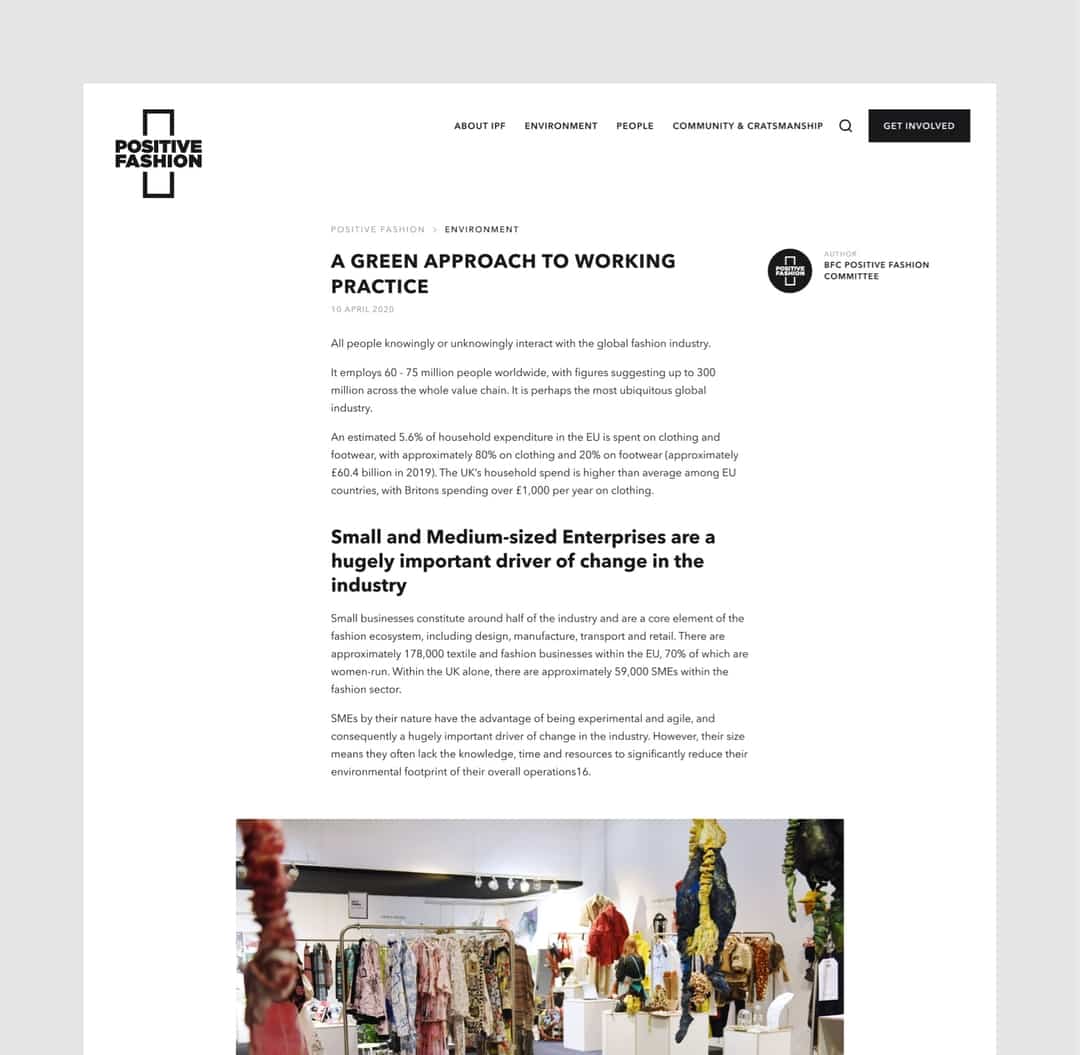 POSITIVE
FASHION
ABOUT IPF
ENVIRONMENT
PEOPLE
COMMUNITY & CRATSMANSHIP
GET INVOLVED
POSITIVE FASHION > ENVIRONMENT
A GREEN APPROACH TO WORKING
PRACTICE
10 APRIL 2020
POSITIVE
FASHION
AUTHOR
BFC POSITIVE FASHION
COMMITTEE
All people knowingly or unknowingly interact with the global fashion industry.
It employs 60 - 75 million people worldwide, with figures suggesting up to 300
million across the whole value chain. It is perhaps the most ubiquitous global
industry.
An estimated 5.6% of household expenditure in the EU is spent on clothing and
footwear, with approximately 80% on clothing and 20% on footwear (approximately
£60.4 billion in 2019). The UK's household spend is higher than average among EU
countries, with Britons spending over £1,000 per year on clothing.
Small and Medium-sized Enterprises are a
hugely important driver of change in the
industry
Small businesses constitute around half of the industry and are a core element of the
fashion ecosystem, including design, manufacture, transport and retail. There are
approximately 178,000 textile and fashion businesses within the EU, 70% of which are
women-run. Within the UK alone, there are approximately 59,000 SMEs within the
fashion sector.
SMEs by their nature have the advantage of being experimental and agile, and
consequently a hugely important driver of change in the industry. However, their size
means they often lack the knowledge, time and resources to significantly reduce their
environmental footprint of their overall operations16.